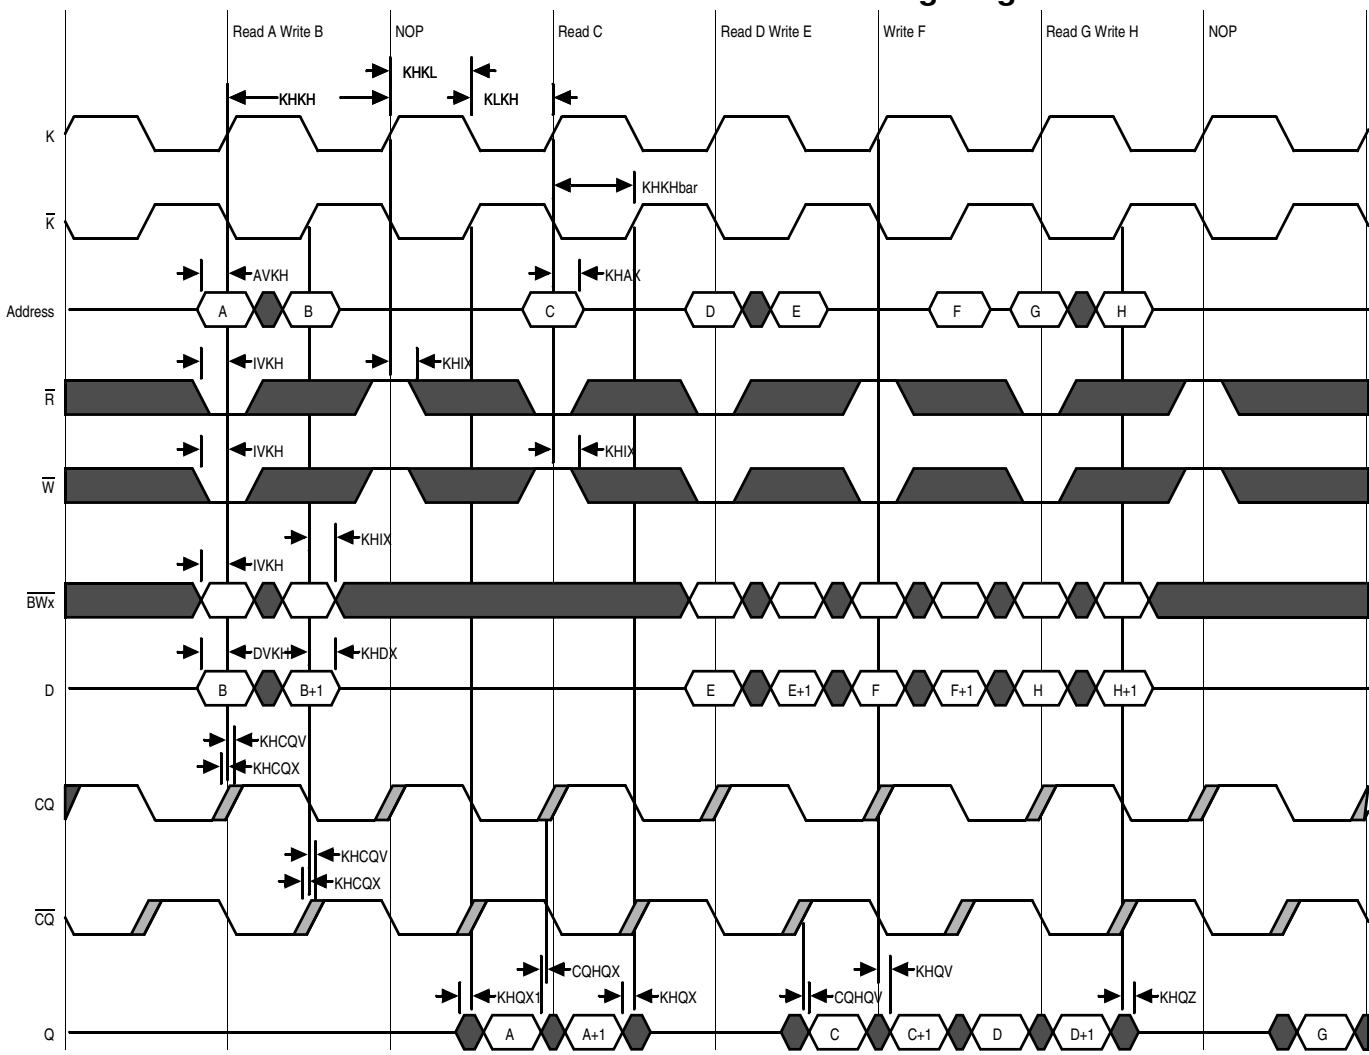 Read A Write B NOP Read C Read D Write E Write F Read G Write H NOP
KHKL
KHKH KLKH
K
KHKHbar
K
AVKH KHAX
Address A B C D E F G H
IVKH KHIX
R
IVKH KHIX
W
KHIX
IVKH
BWx
DVKH KHDX
D B B+1 E E+1 F F+1 H H+1
KHCQV
KHCQX
CQ
KHCQV
KHCQX
CQ
CQHQX KHQV
KHQX1 KHQX CQHQV KHQZ
Q A A+1 C C+1 D D+1 G